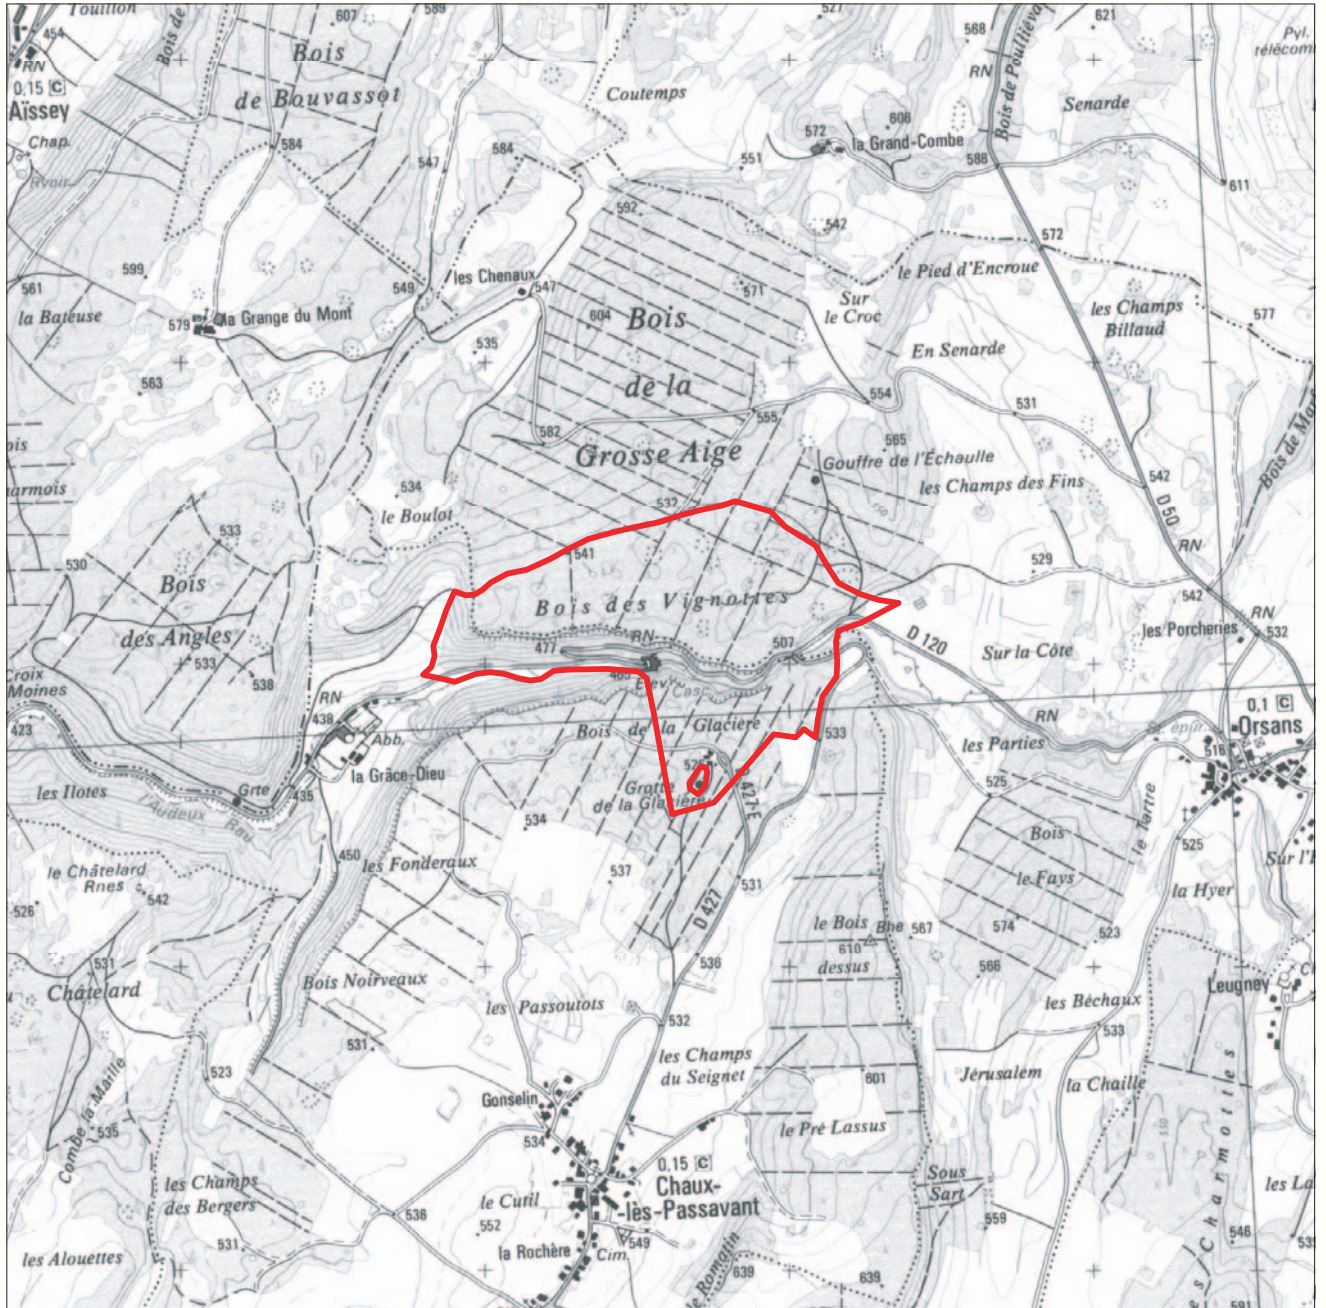 Touillon
607
589
527
621
454
Bois de
Bois
568
Pyl.
RN
RN
0,15 C
de Bouvassot
Coutemps
606
Senarde
Bois de
Aïssey
572
la Grand-Combe
Chap.
584
547
584
551
588
611
592
542
572
599
le Pied d'Encroue
561
les Chenaux
547
571
Sur
le Croc
les Champs
Billaud
577
la Bateuse
549
579
la Grange du Mont
604
Bois
535
En Senarde
563
de la
554
531
555
582
565
Grosse Aige
Gouffre de l'Échaulle
les Champs des Fins
542
534
532
le Boulot
D 50
Bois de
533
RN
530
541
529
Bois
des Angles
Bois des Vignottes
542
RN
RN
507
D 120
les Porcheries
532
533
477
Sur la Côte
538
465
Casc.
Croix
Moines
RN
RN
0,1 C
438
Glacière
Orsans
423
Abb.
Bois de la
533
les Parties
516
la Grâce-Dieu
525
Grte
435
Grotte
de la Glacière
427E
les Ilotes
l'Audeux
534
Bois
le Tartre
450
les Fonderaux
525
le Châtelard
Rnes
537
531
le Fays
la Hyer
542
D 427
526
le Bois
Bne
567
574
523
610
531
dessus
536
566
Châtelard
Bois Noirveaux
Leugney
les Passoutots
les Béchaux
532
533
531
les Champs
du Seignet
523
601
Jérusalem
la Chaille
Combe la Maille
Gonselin
535
534
le Pré Lassus
les Champs
des Bergers
0,15 C
Chaux-
-lès-Passavant
Sous
Sart
le Cutil
536
552
559
531
549
546
la Rochère
Cim.
les Alouettes
639
639
Charmottes